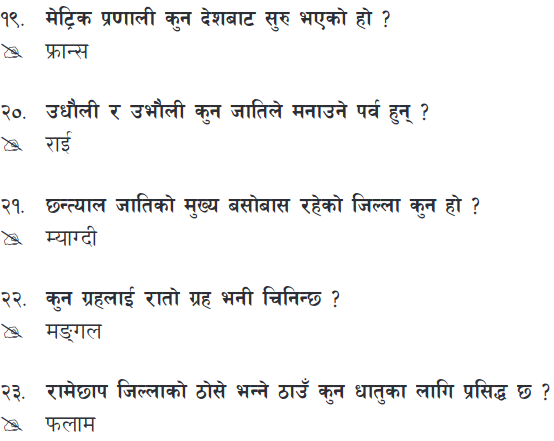 १९. मेट्रिक प्रणाली कुन देशबाट सुरु भएको हो ?
फ्रान्स
२०. उधौली र उभौली कुन जातिले मनाउने पर्व हुन् ?
राई
२१. छन्त्याल जातिको मुख्य बसोबास रहेको जिल्ला कुन हो ?
म्याग्दी
२२. कुन ग्रहलाई रातो ग्रह भनी चिनिन्छ ?
मङ्गल
२३. रामेछाप जिल्लाको ठोसे भन्ने ठाउँ कुन धातुका लागि प्रसिद्ध छ ?
फलाम